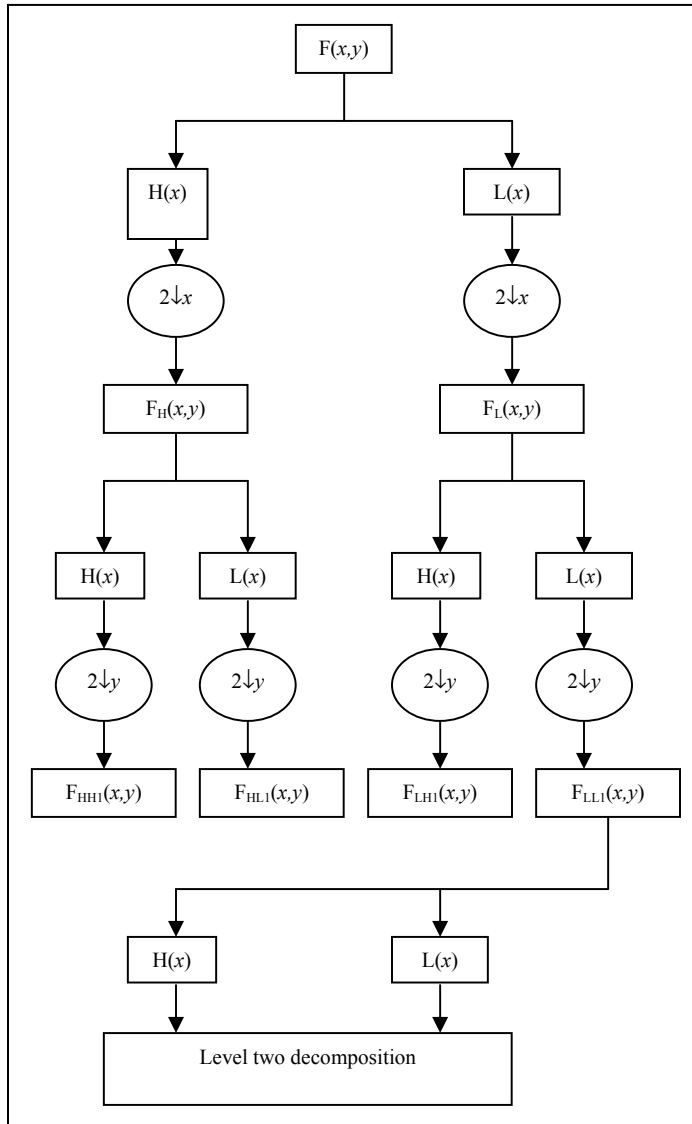 F(x,y)
H(x) L(x)
2↓x 2↓x
F_H(x,y) F_L(x,y)
H(x) L(x) H(x) L(x)
2↓y 2↓y 2↓y 2↓y
F_HH1(x,y) F_HL1(x,y) F_LH1(x,y) F_LL1(x,y)
H(x) L(x)
Level two decomposition